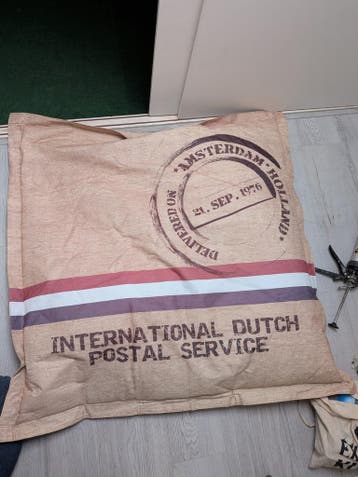 DELIVERED ON * AMSTERDAM - HOLLAND *
21. SEP. 1976
INTERNATIONAL DUTCH
POSTAL SERVICE